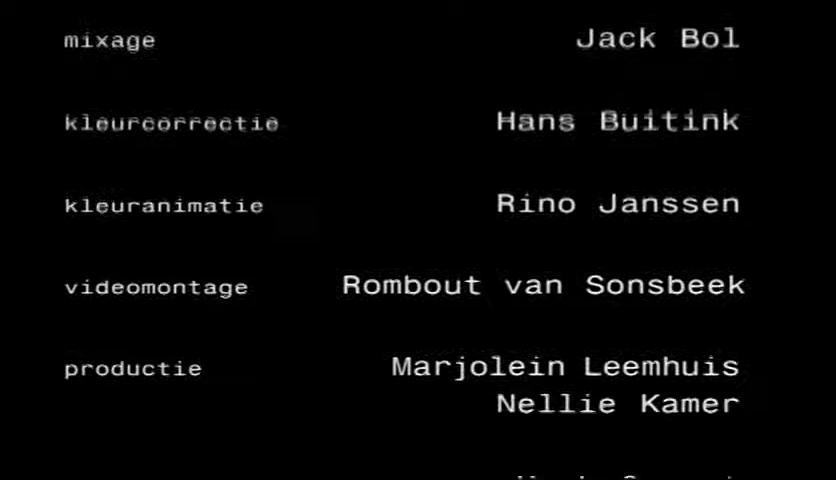 mixage Jack Bol
kleurcorrectie Hans Buitink
kleuranimatie Rino Janssen
videomontage Rombout van Sonsbeek
productie Marjolein Leemhuis
Nellie Kamer